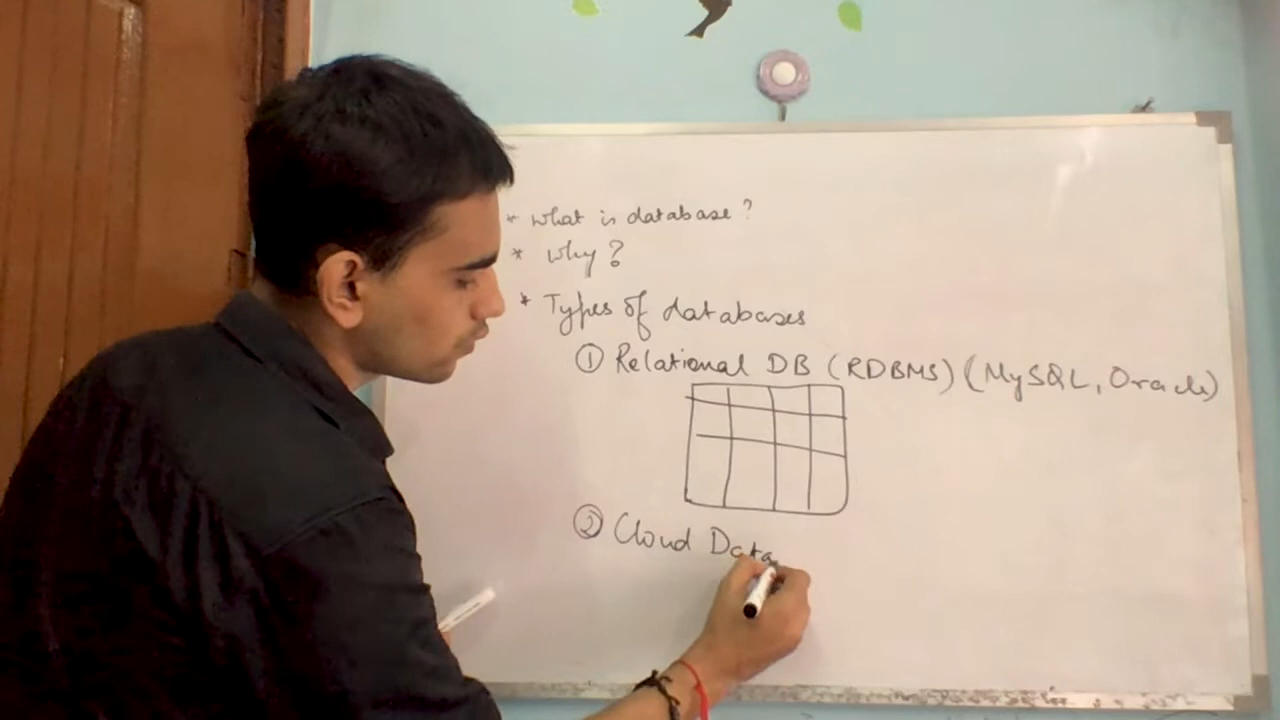 * What is database?
* Why?
* Types of databases
① Relational DB (RDBMS) (MySQL, Oracle)
② Cloud Data